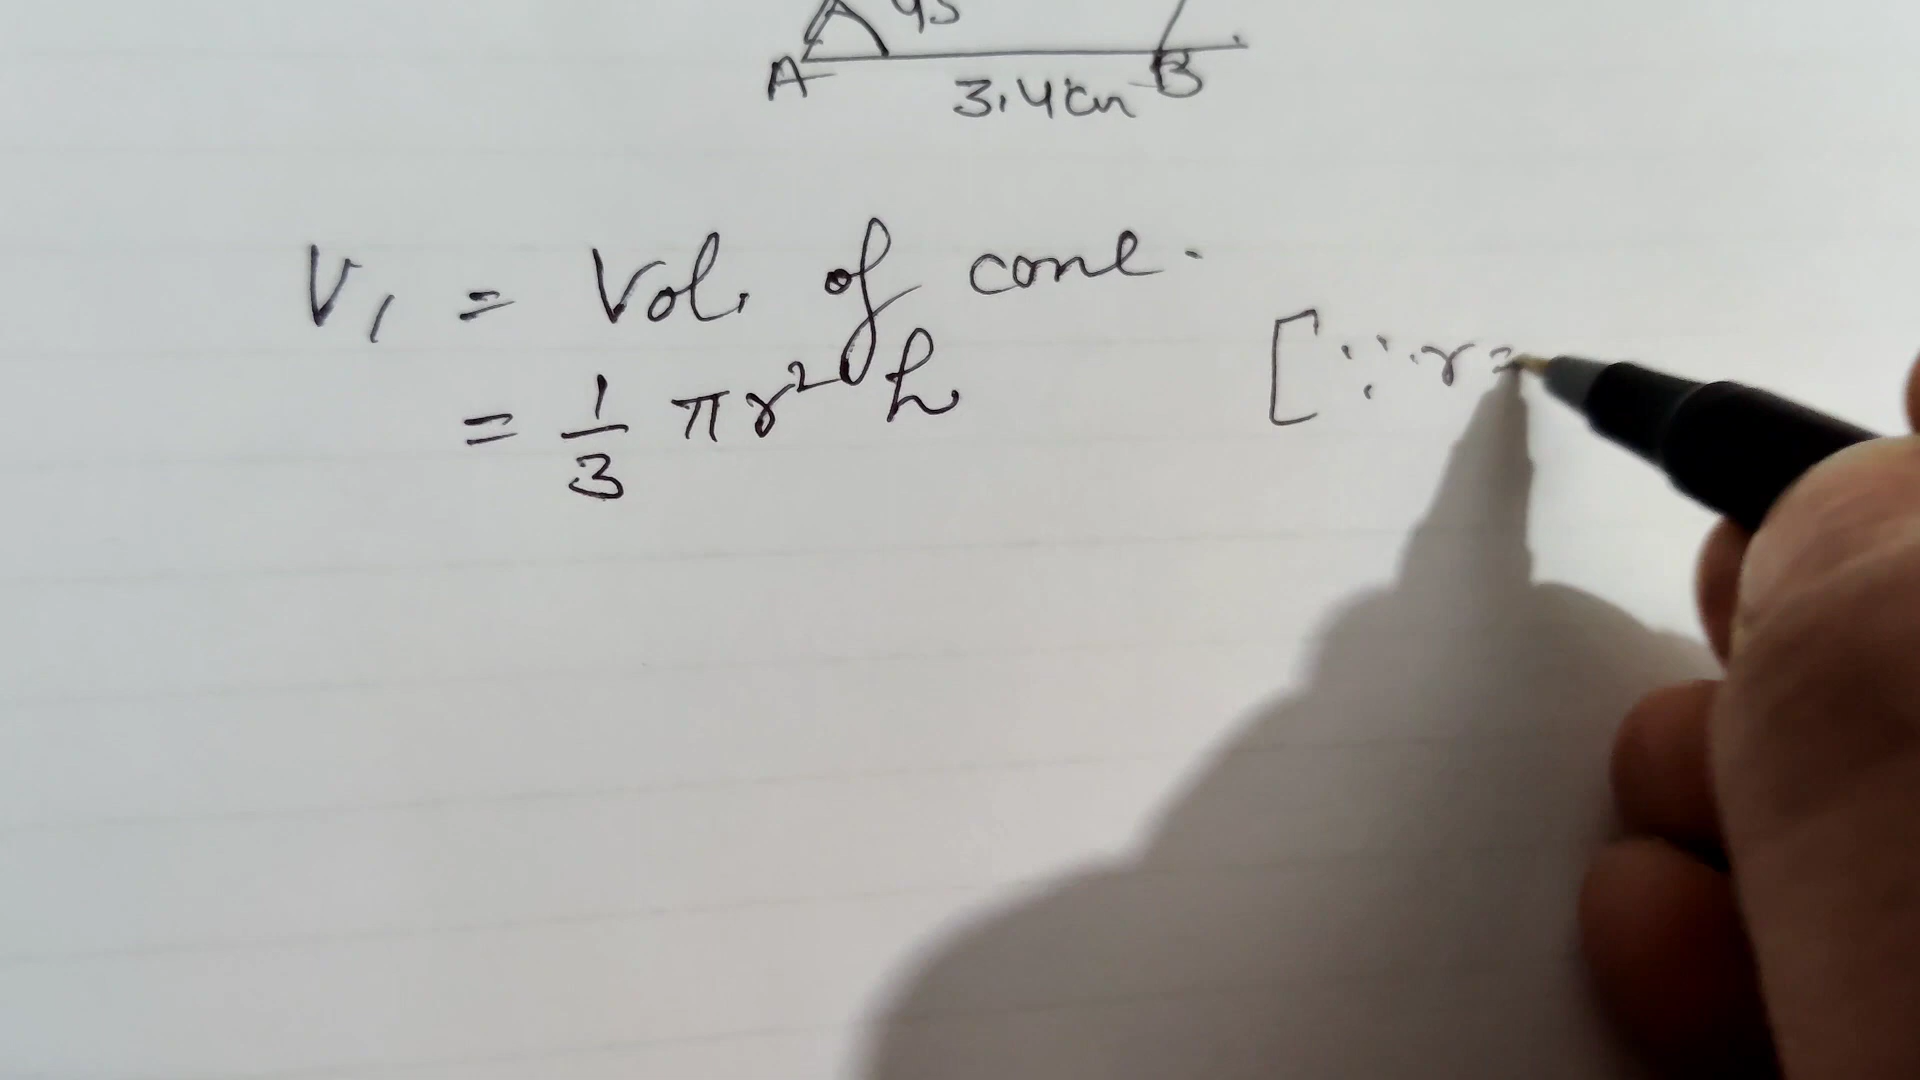 45
A B
3.4cm
V₁ = Vol. of cone.
= 1/3 πr²h [∵ r =